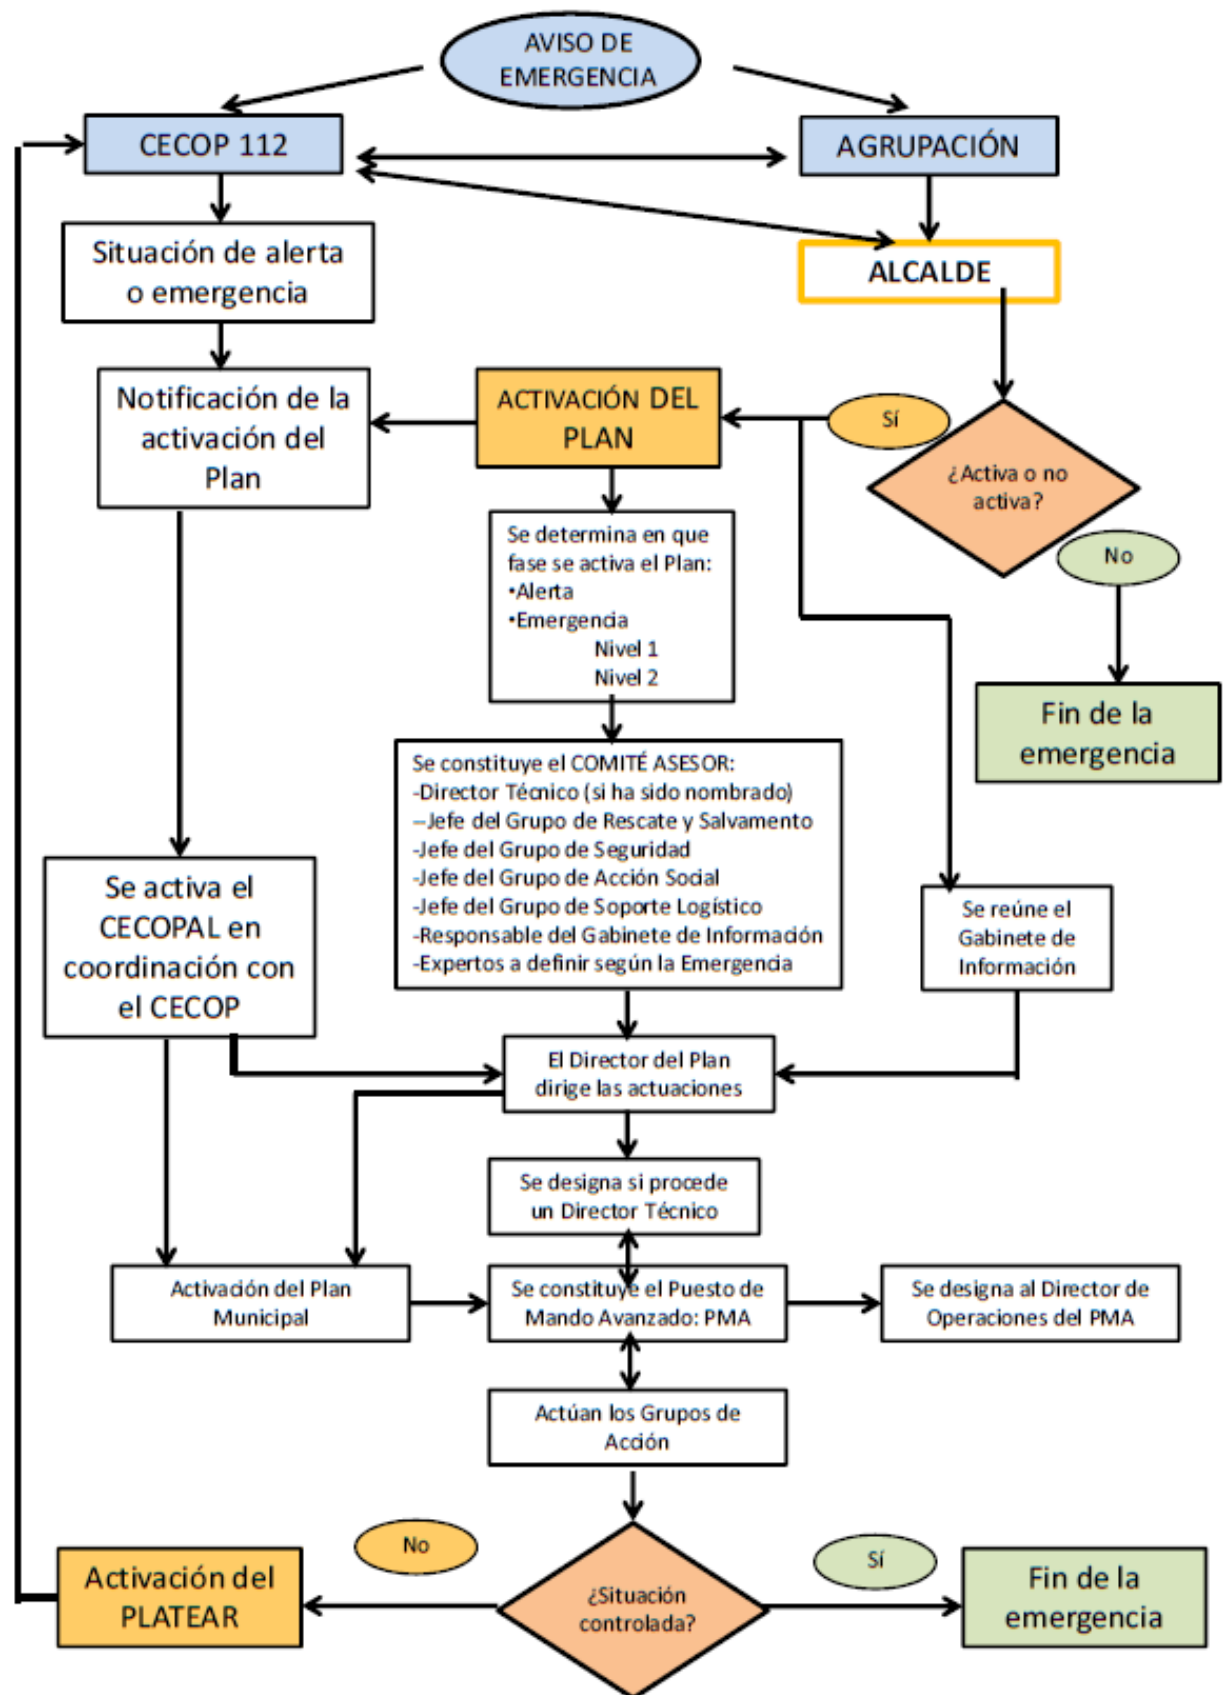 AVISO DE
EMERGENCIA
CECOP 112
AGRUPACIÓN
Situación de alerta
o emergencia
ALCALDE
Notificación de la
activación del
Plan
ACTIVACIÓN DEL
PLAN
Sí
¿Activa o no
activa?
No
Se determina en que
fase se activa el Plan:
•Alerta
•Emergencia
Nivel 1
Nivel 2
Fin de la
emergencia
Se constituye el COMITÉ ASESOR:
-Director Técnico (si ha sido nombrado)
–Jefe del Grupo de Rescate y Salvamento
-Jefe del Grupo de Seguridad
-Jefe del Grupo de Acción Social
-Jefe del Grupo de Soporte Logístico
-Responsable del Gabinete de Información
-Expertos a definir según la Emergencia
Se activa el
CECOPAL en
coordinación con
el CECOP
Se reúne el
Gabinete de
Información
El Director del Plan
dirige las actuaciones
Se designa si procede
un Director Técnico
Activación del Plan
Municipal
Se constituye el Puesto de
Mando Avanzado: PMA
Se designa al Director de
Operaciones del PMA
Actúan los Grupos de
Acción
No
Sí
Activación del
PLATEAR
¿Situación
controlada?
Fin de la
emergencia